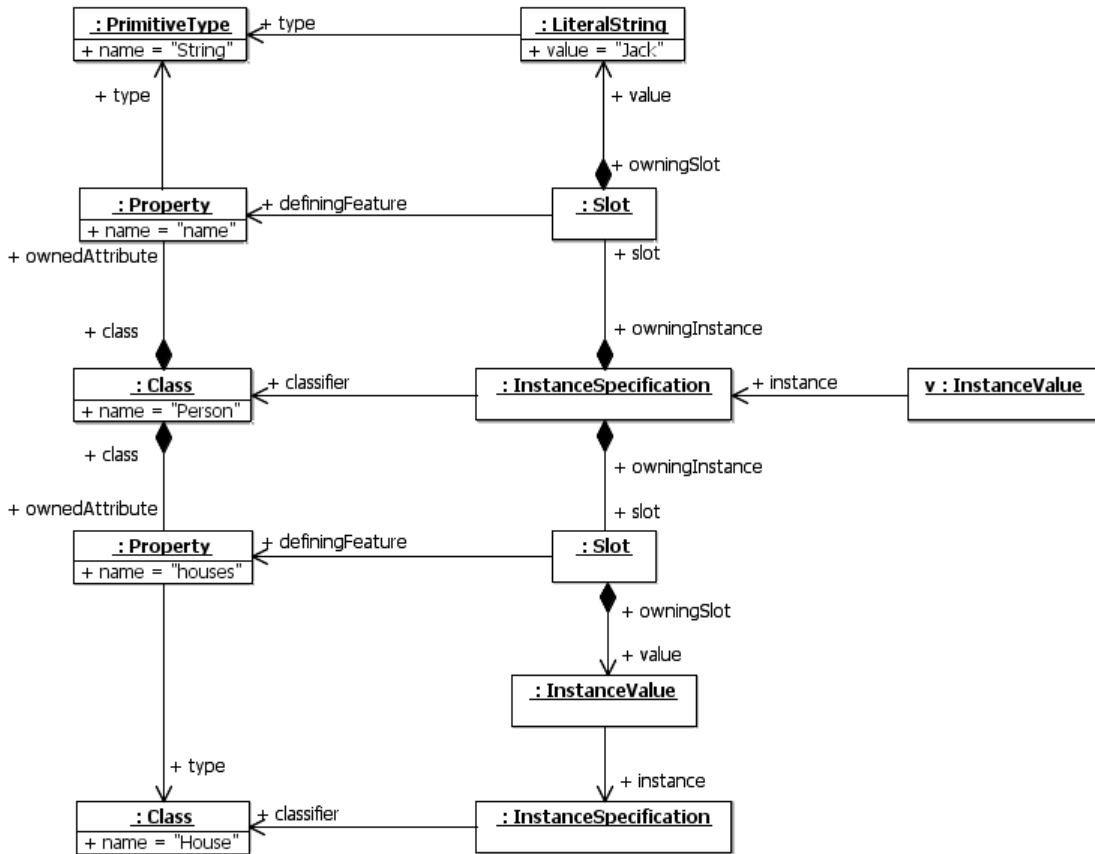 : PrimitiveType
+ name = "String"
+ type
: LiteralString
+ value = "Jack"
+ type
+ value
+ owningSlot
: Property
+ name = "name"
+ definingFeature
: Slot
+ ownedAttribute
+ slot
+ class
+ owningInstance
: Class
+ name = "Person"
+ classifier
: InstanceSpecification
+ instance
v : InstanceValue
+ class
+ owningInstance
+ ownedAttribute
+ slot
: Property
+ name = "houses"
+ definingFeature
: Slot
+ owningSlot
+ value
: InstanceValue
+ type
+ instance
: Class
+ name = "House"
+ classifier
: InstanceSpecification